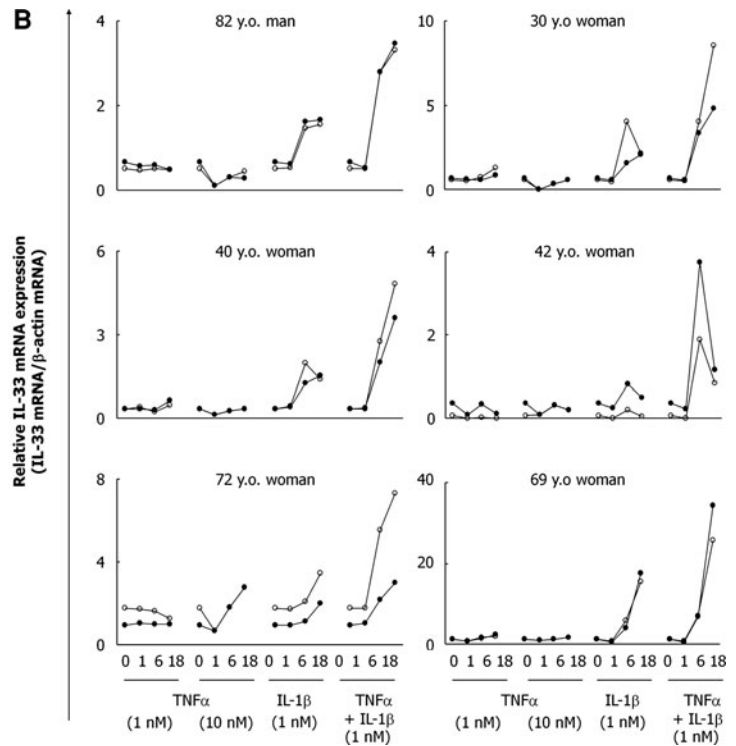 B
Relative IL-33 mRNA expression
(IL-33 mRNA/β-actin mRNA)
82 y.o. man
4
2
0
30 y.o woman
10
5
0
40 y.o. woman
6
3
0
42 y.o. woman
4
2
0
72 y.o. woman
8
4
0
69 y.o woman
40
20
0
0 1 6 18 0 1 6 18 0 1 6 18 0 1 6 18
TNFα
(1 nM)
(10 nM)
IL-1β
(1 nM)
TNFα
+ IL-1β
(1 nM)
0 1 6 18 0 1 6 18 0 1 6 18 0 1 6 18
TNFα
(1 nM)
(10 nM)
IL-1β
(1 nM)
TNFα
+ IL-1β
(1 nM)